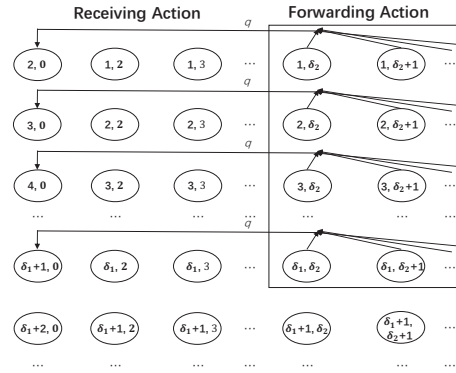 Receiving Action Forwarding Action
q
2, 0 1, 2 1, 3 ... 1, δ₂ 1, δ₂+1 ...
q
3, 0 2, 2 2, 3 ... 2, δ₂ 2, δ₂+1 ...
q
4, 0 3, 2 3, 3 ... 3, δ₂ 3, δ₂+1 ...
... ... ... ... ...
q
δ₁+1, 0 δ₁, 2 δ₁, 3 ... δ₁, δ₂ δ₁, δ₂+1 ...
δ₁+2, 0 δ₁+1, 2 δ₁+1, 3 ... δ₁+1, δ₂ δ₁+1, δ₂+1 ...
... ... ... ... ...